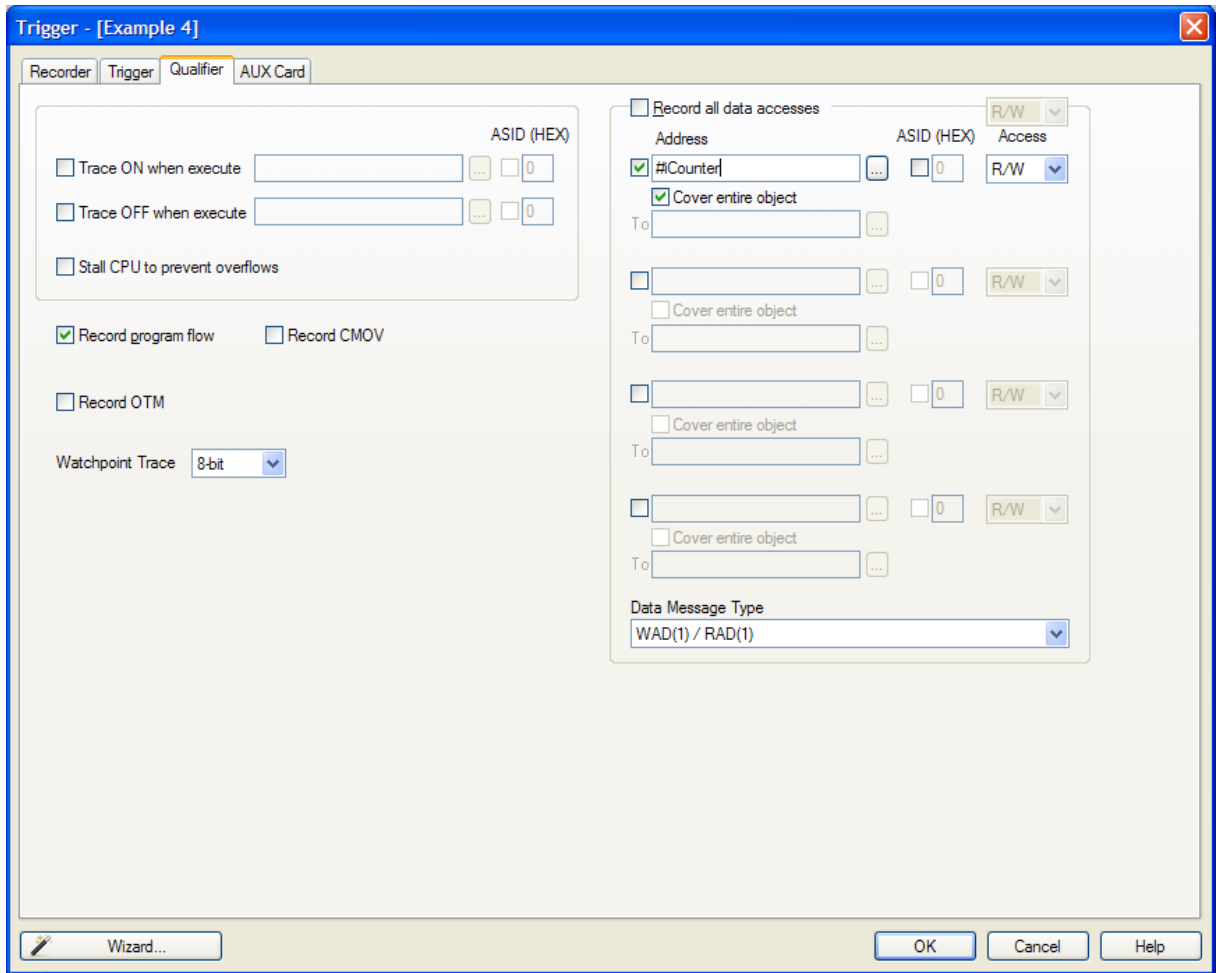 Trigger - [Example 4]
Recorder Trigger Qualifier AUX Card
ASID (HEX)
Trace ON when execute ... 0
Trace OFF when execute ... 0
Stall CPU to prevent overflows
Record program flow Record CMOV
Record OTM
Watchpoint Trace 8-bit
Record all data accesses R/W
Address ASID (HEX) Access
#iCounter ... 0 R/W
Cover entire object
To ...
... 0 R/W
Cover entire object
To ...
... 0 R/W
Cover entire object
To ...
... 0 R/W
Cover entire object
To ...
Data Message Type
WAD(1) / RAD(1)
Wizard... OK Cancel Help